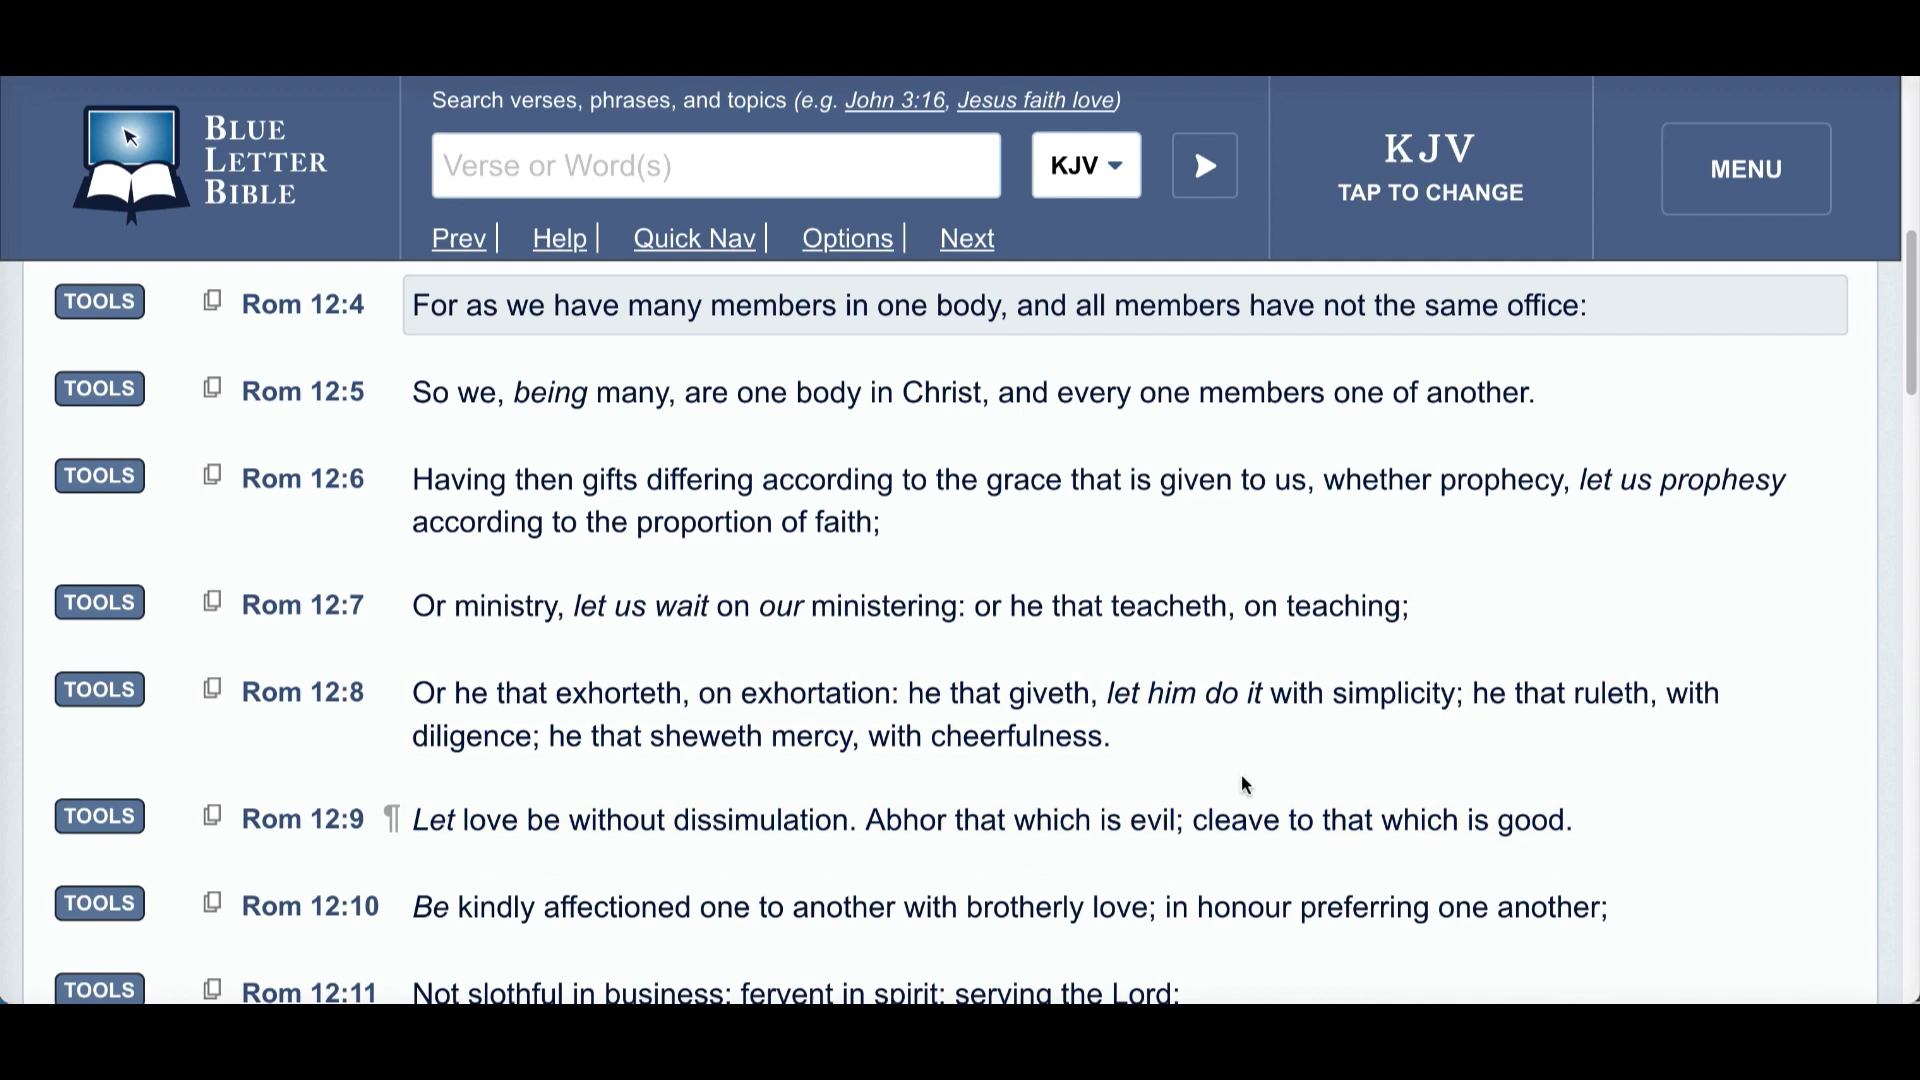 BLUE
LETTER
BIBLE
Search verses, phrases, and topics (e.g. John 3:16, Jesus faith love)
Verse or Word(s)
KJV
Prev | Help | Quick Nav | Options | Next
KJV
TAP TO CHANGE
MENU
TOOLS Rom 12:4 For as we have many members in one body, and all members have not the same office:
TOOLS Rom 12:5 So we, being many, are one body in Christ, and every one members one of another.
TOOLS Rom 12:6 Having then gifts differing according to the grace that is given to us, whether prophecy, let us prophesy
according to the proportion of faith;
TOOLS Rom 12:7 Or ministry, let us wait on our ministering: or he that teacheth, on teaching;
TOOLS Rom 12:8 Or he that exhorteth, on exhortation: he that giveth, let him do it with simplicity; he that ruleth, with
diligence; he that sheweth mercy, with cheerfulness.
TOOLS Rom 12:9 ¶ Let love be without dissimulation. Abhor that which is evil; cleave to that which is good.
TOOLS Rom 12:10 Be kindly affectioned one to another with brotherly love; in honour preferring one another;
TOOLS Rom 12:11 Not slothful in business; fervent in spirit; serving the Lord;